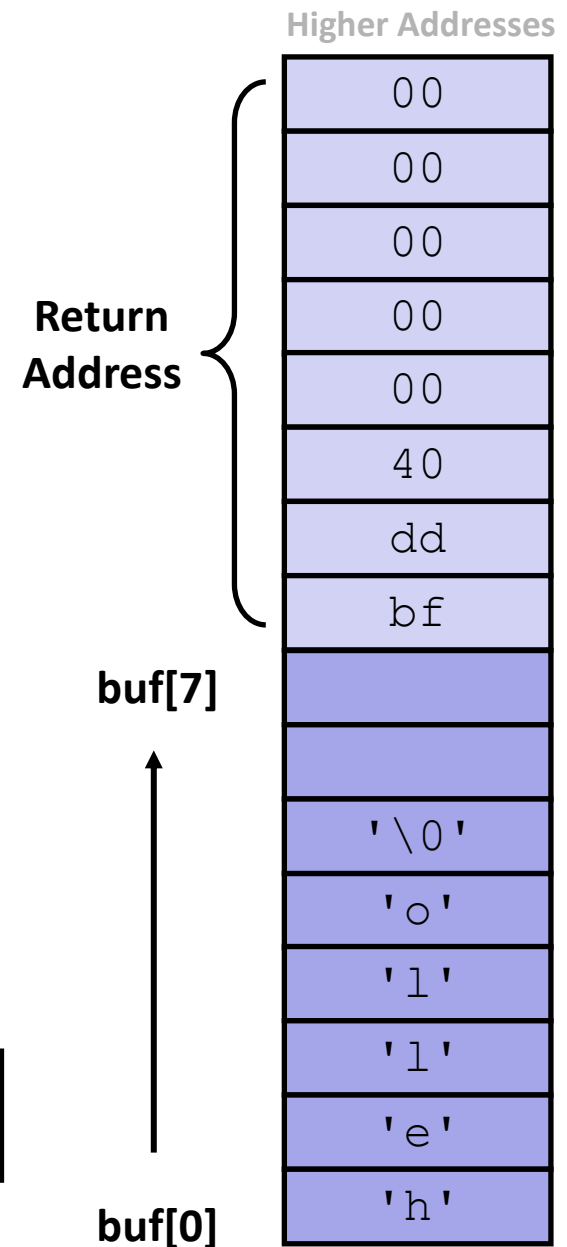 Higher Addresses
00
00
00
00
Return
Address
00
40
dd
bf
buf[7]
'\0'
'o'
'l'
'l'
'e'
'h'
buf[0]